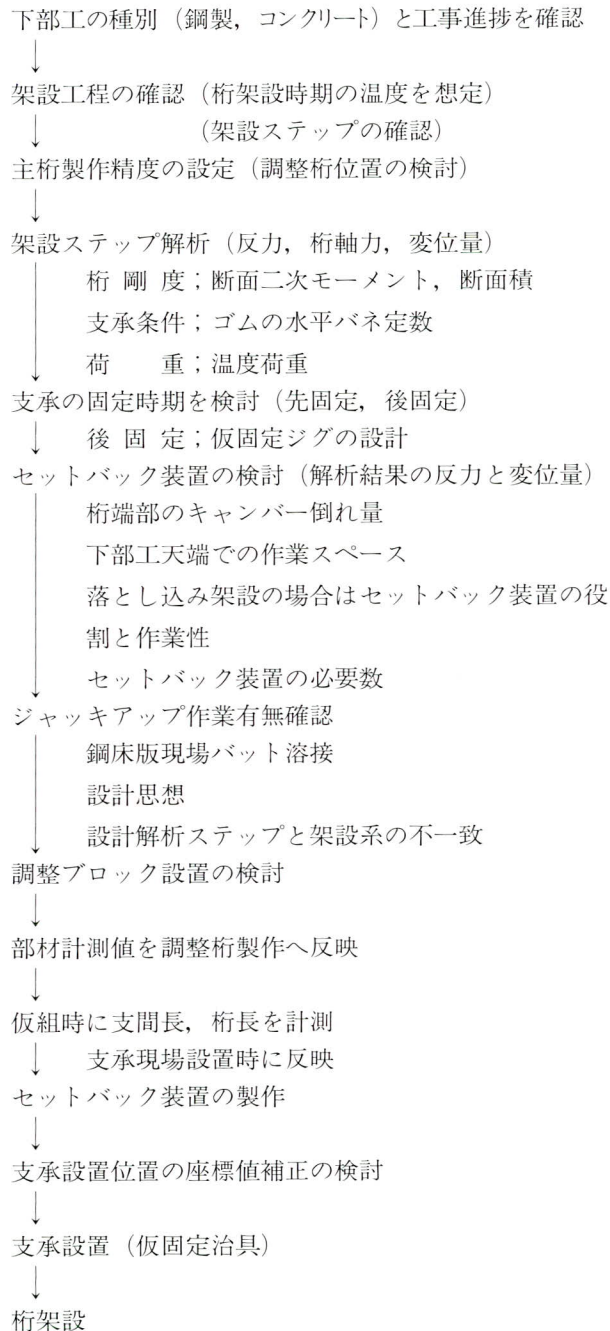 下部工の種別（鋼製，コンクリート）と工事進捗を確認
↓
架設工程の確認（桁架設時期の温度を想定）
↓ （架設ステップの確認）
主桁製作精度の設定（調整桁位置の検討）
↓
架設ステップ解析（反力，桁軸力，変位量）
桁 剛 度；断面二次モーメント，断面積
支承条件；ゴムの水平バネ定数
↓ 荷　　重；温度荷重
支承の固定時期を検討（先固定，後固定）
↓ 後 固 定；仮固定ジグの設計
セットバック装置の検討（解析結果の反力と変位量）
桁端部のキャンバー倒れ量
下部工天端での作業スペース
落とし込み架設の場合はセットバック装置の役
割と作業性
↓ セットバック装置の必要数
ジャッキアップ作業有無確認
鋼床版現場バット溶接
設計思想
↓ 設計解析ステップと架設系の不一致
調整ブロック設置の検討
↓
部材計測値を調整桁製作へ反映
↓
仮組時に支間長，桁長を計測
↓ 支承現場設置時に反映
セットバック装置の製作
↓
支承設置位置の座標値補正の検討
↓
支承設置（仮固定治具）
↓
桁架設